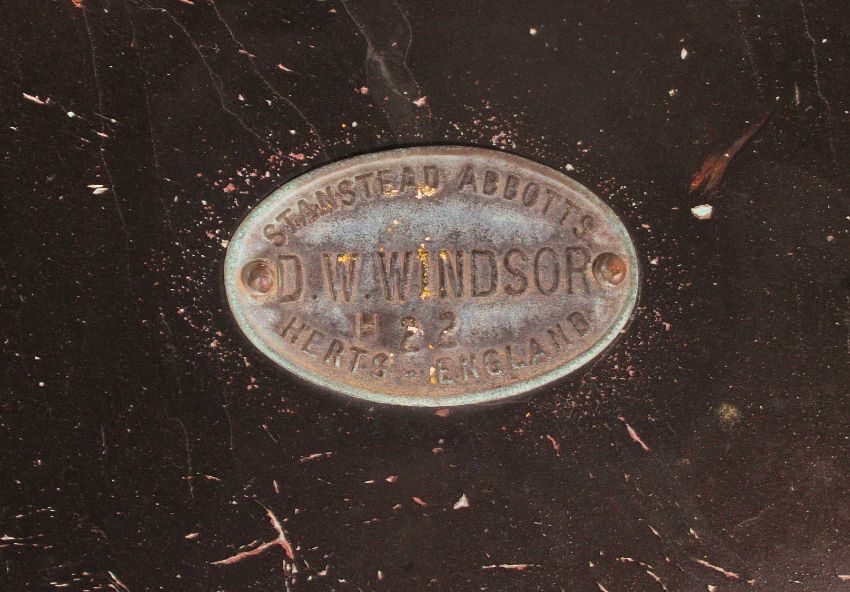 STANSTEAD ABBOTTS
D.W.WINDSOR
H 22
HERTS - ENGLAND